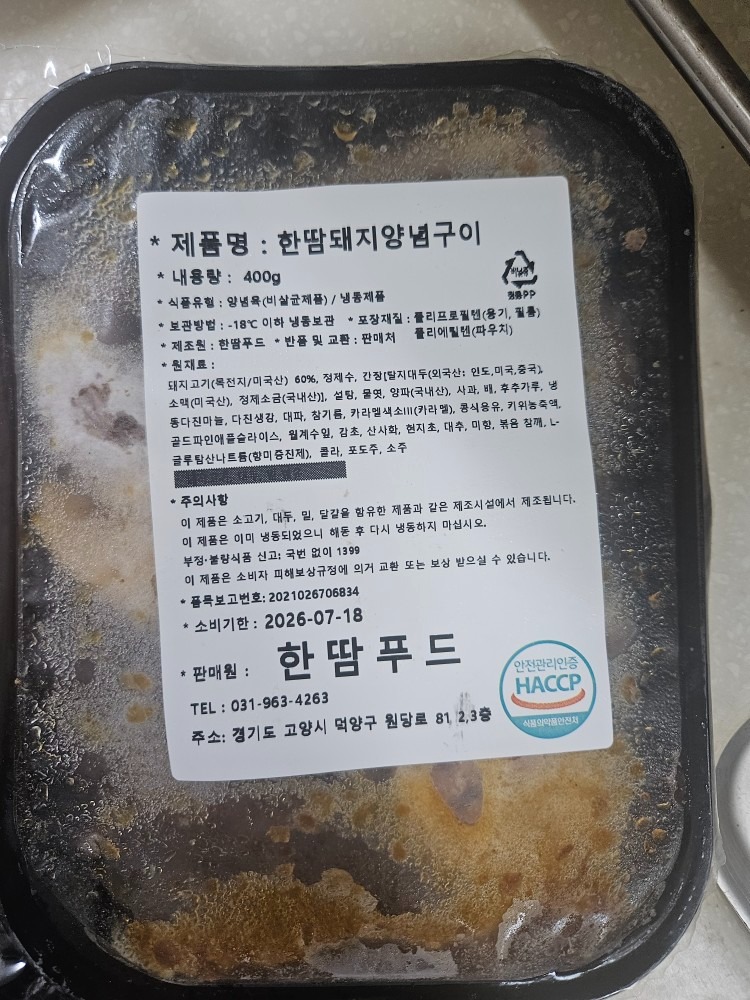 * 제품명 : 한땀돼지양념구이
* 내용량 : 400g
* 식품유형 : 양념육(비살균제품) / 냉동제품
* 보관방법 : -18℃ 이하 냉동보관 * 포장재질 : 폴리프로필렌(용기, 필름)
* 제조원 : 한땀푸드 * 반품 및 교환 : 판매처 폴리에틸렌(파우치)
* 원재료 :
돼지고기(목전지/미국산) 60%, 정제수, 간장[탈지대두(외국산: 인도,미국,중국),
소맥(미국산), 정제소금(국내산)], 설탕, 물엿, 양파(국내산), 사과, 배, 후추가루, 냉
동다진마늘, 다진생강, 대파, 참기름, 카라멜색소III(카라멜), 콩식용유, 키위농축액,
골드파인애플슬라이스, 월계수잎, 감초, 산사화, 현지초, 대추, 미향, 볶음 참깨, L-
글루탐산나트륨(향미증진제), 콜라, 포도주, 소주
* 주의사항
이 제품은 소고기, 대두, 밀, 달걀을 함유한 제품과 같은 제조시설에서 제조됩니다.
이 제품은 이미 냉동되었으니 해동 후 다시 냉동하지 마십시오.
부정·불량식품 신고: 국번 없이 1399
이 제품은 소비자 피해보상규정에 의거 교환 또는 보상 받으실 수 있습니다.
* 품목보고번호: 2021026706834
* 소비기한 : 2026-07-18
* 판매원 : 한땀푸드
TEL : 031-963-4263
주소: 경기도 고양시 덕양구 원당로 81, 2,3층
안전관리인증
HACCP
식품의약품안전처